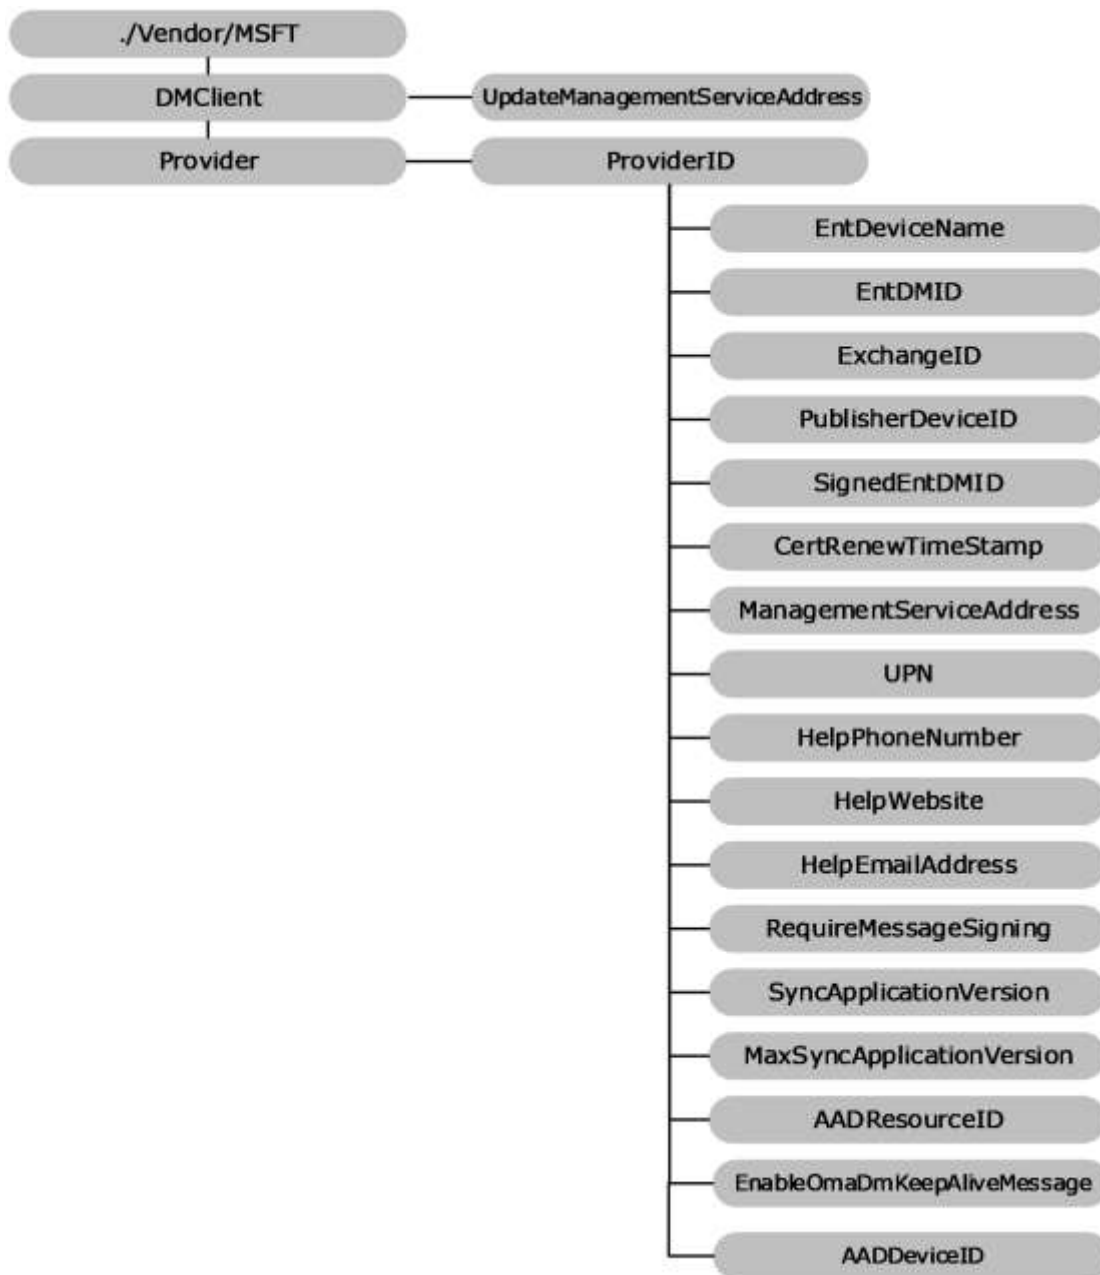 ./Vendor/MSFT
DMClient
UpdateManagementServiceAddress
Provider
ProviderID
EntDeviceName
EntDMID
ExchangeID
PublisherDeviceID
SignedEntDMID
CertRenewTimeStamp
ManagementServiceAddress
UPN
HelpPhoneNumber
HelpWebsite
HelpEmailAddress
RequireMessageSigning
SyncApplicationVersion
MaxSyncApplicationVersion
AADResourceID
EnableOmaDmKeepAliveMessage
AADDeviceID